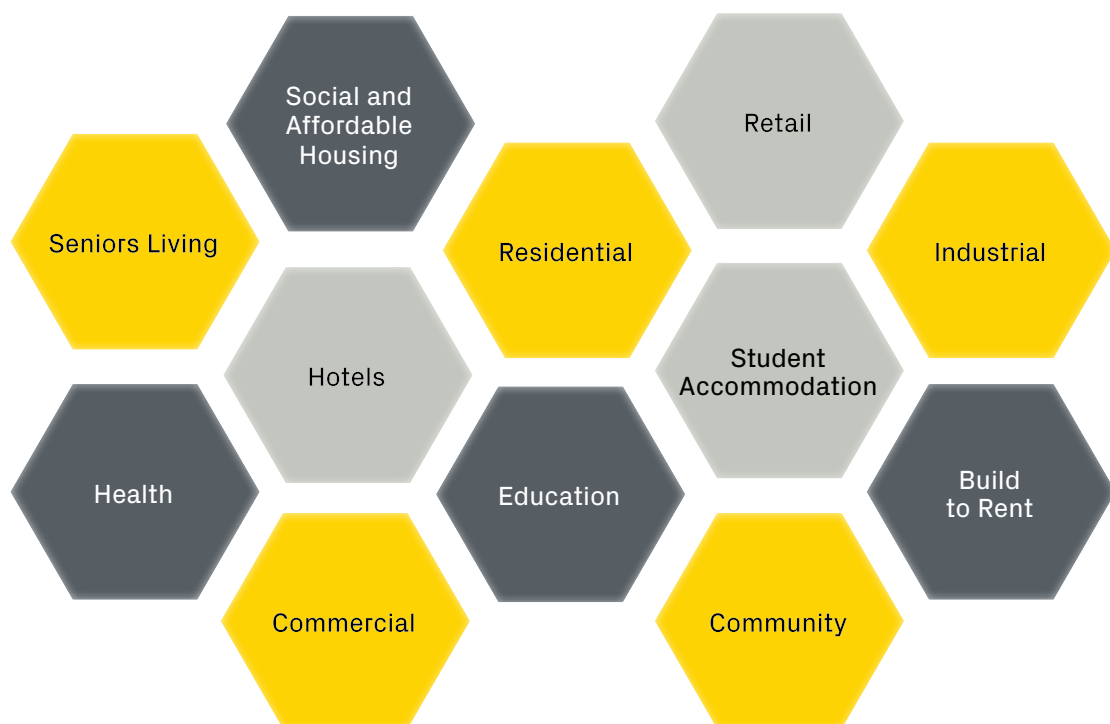 Social and
Affordable
Housing
Retail
Seniors Living
Residential
Industrial
Hotels
Student
Accommodation
Health
Education
Build
to Rent
Commercial
Community